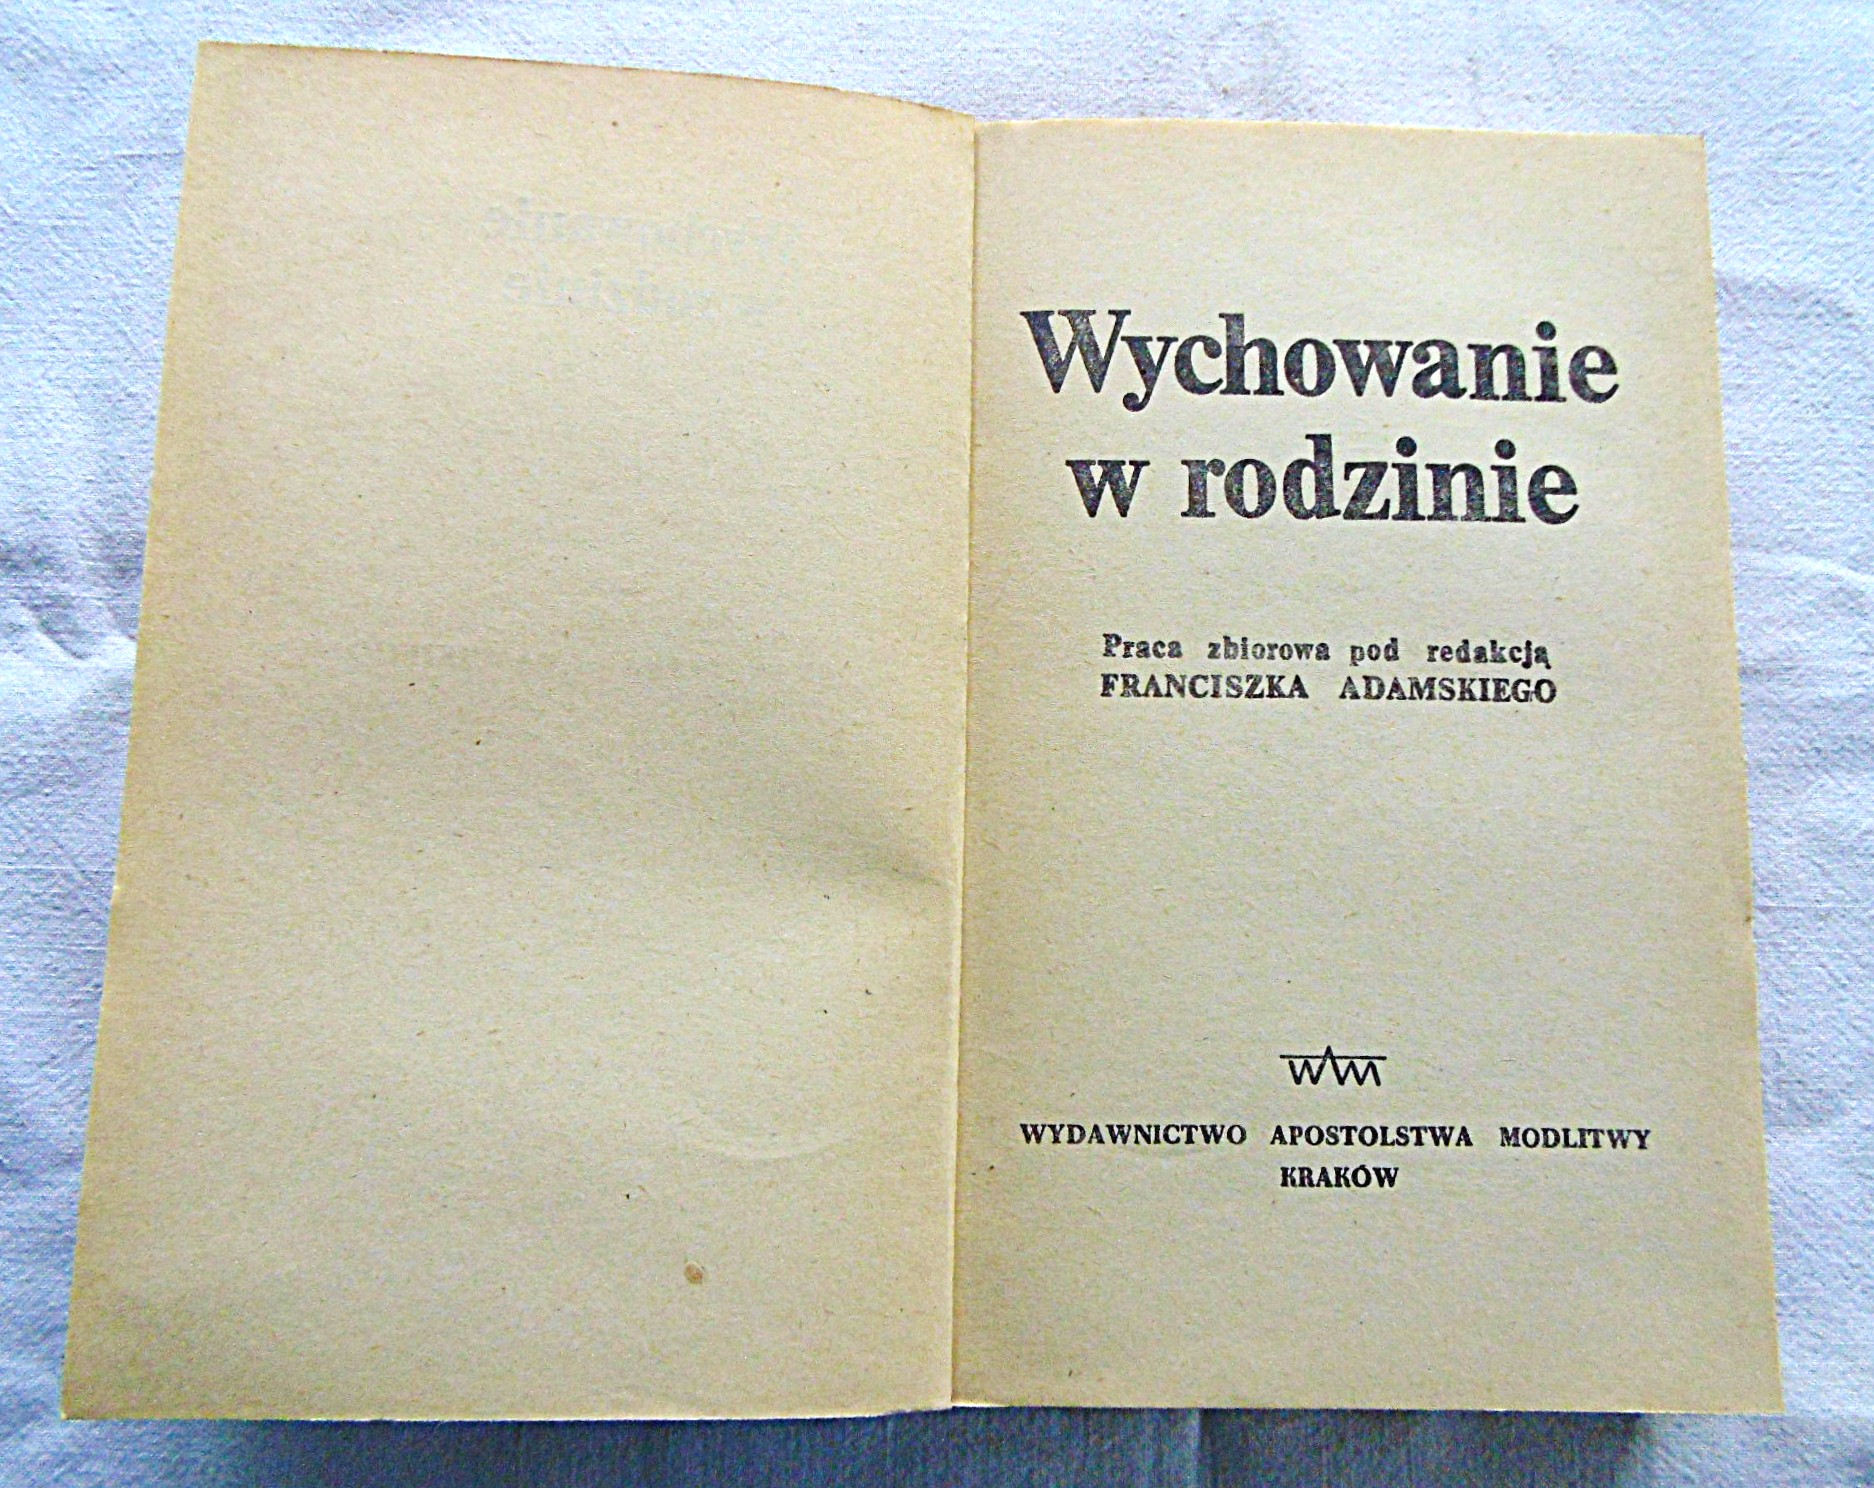 Wychowanie
w rodzinie
Praca zbiorowa pod redakcją
FRANCISZKA ADAMSKIEGO
WAM
WYDAWNICTWO APOSTOLSTWA MODLITWY
KRAKÓW